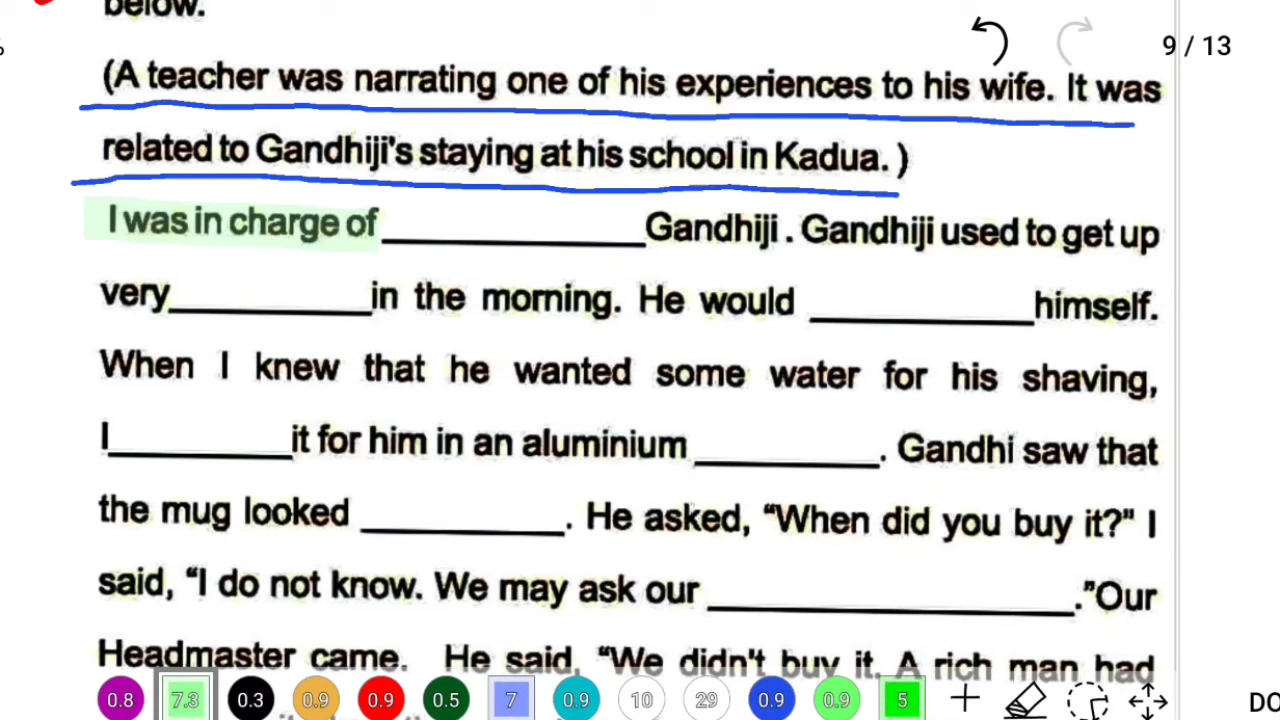 below.
9 / 13
(A teacher was narrating one of his experiences to his wife. It was
related to Gandhiji's staying at his school in Kadua. )
I was in charge of ____________ Gandhiji . Gandhiji used to get up
very__________in the morning. He would __________himself.
When I knew that he wanted some water for his shaving,
I_________it for him in an aluminium _________. Gandhi saw that
the mug looked __________. He asked, “When did you buy it?” I
said, “I do not know. We may ask our _________________.”Our
Headmaster came. He said, “We didn't buy it. A rich man had
0.8 7.3 0.3 0.9 0.9 0.5 7 0.9 10 29 0.9 0.9 5 DO